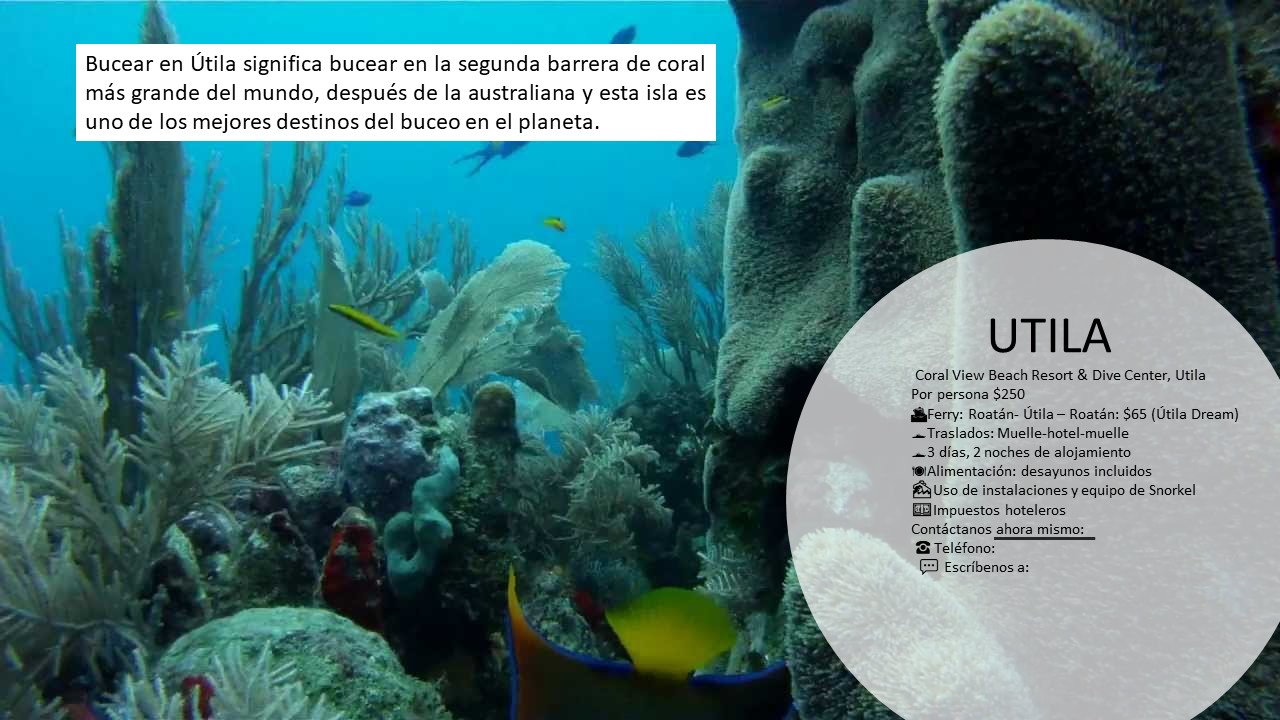 Bucear en Útila significa bucear en la segunda barrera de coral
más grande del mundo, después de la australiana y esta isla es
uno de los mejores destinos del buceo en el planeta.
UTILA
Coral View Beach Resort & Dive Center, Utila
Por persona $250
Ferry: Roatán- Útila – Roatán: $65 (Útila Dream)
Traslados: Muelle-hotel-muelle
3 días, 2 noches de alojamiento
Alimentación: desayunos incluidos
Uso de instalaciones y equipo de Snorkel
Impuestos hoteleros
Contáctanos ahora mismo:
Teléfono:
Escríbenos a: